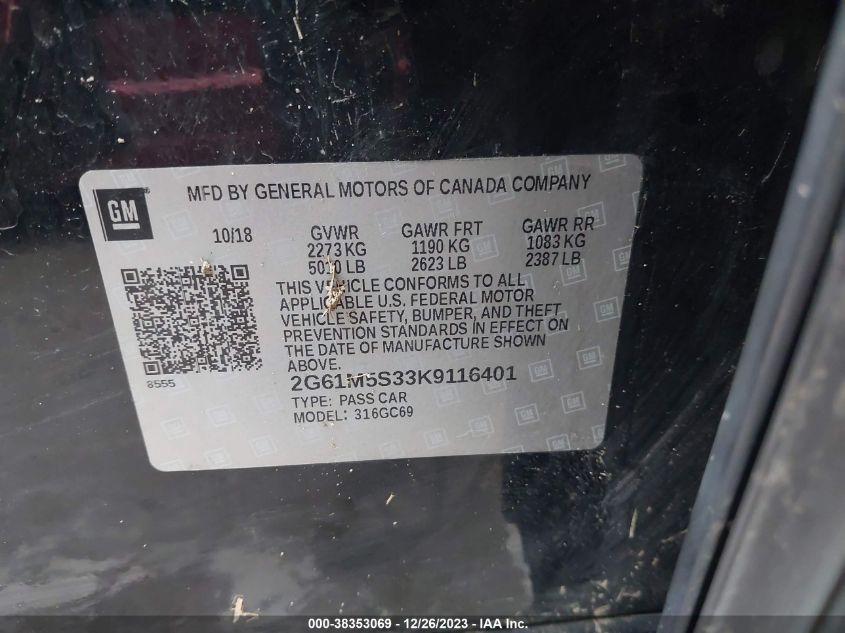 GM
MFD BY GENERAL MOTORS OF CANADA COMPANY
10/18 GVWR GAWR FRT GAWR RR
2273 KG 1190 KG 1083 KG
5010 LB 2623 LB 2387 LB
THIS VEHICLE CONFORMS TO ALL
APPLICABLE U.S. FEDERAL MOTOR
VEHICLE SAFETY, BUMPER, AND THEFT
PREVENTION STANDARDS IN EFFECT ON
THE DATE OF MANUFACTURE SHOWN
ABOVE.
8555
2G61M5S33K9116401
TYPE: PASS CAR
MODEL: 316GC69
000-38353069 - 12/26/2023 - IAA Inc.